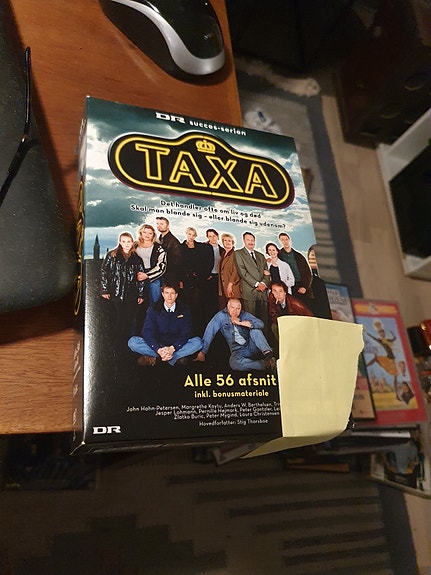 DR succes-serien
TAXA
Det handler ofte om liv og død
Skal man blande sig - eller blande sig udenom?
Alle 56 afsnit
inkl. bonusmateriale
John Hahn-Petersen, Margrethe Koytu, Anders W. Berthelsen,
Jesper Lohmann, Pernille Højmark, Peter Gantzler,
Zlatko Buric, Peter Mygind, Laura Christensen
Hovedforfatter: Stig Thorsboe
DR